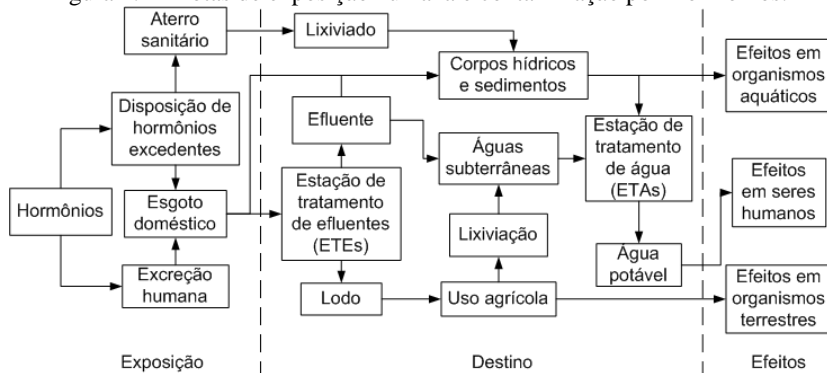 Aterro
sanitário
Lixiviado
Corpos hídricos
e sedimentos
Efeitos em
organismos
aquáticos
Disposição de
hormônios
excedentes
Efluente
Águas
subterrâneas
Estação de
tratamento
de água
(ETAs)
Efeitos
em seres
humanos
Hormônios
Esgoto
doméstico
Estação de
tratamento
de efluentes
(ETEs)
Lixiviação
Água
potável
Excreção
humana
Lodo
Uso agrícola
Efeitos em
organismos
terrestres
Exposição
Destino
Efeitos